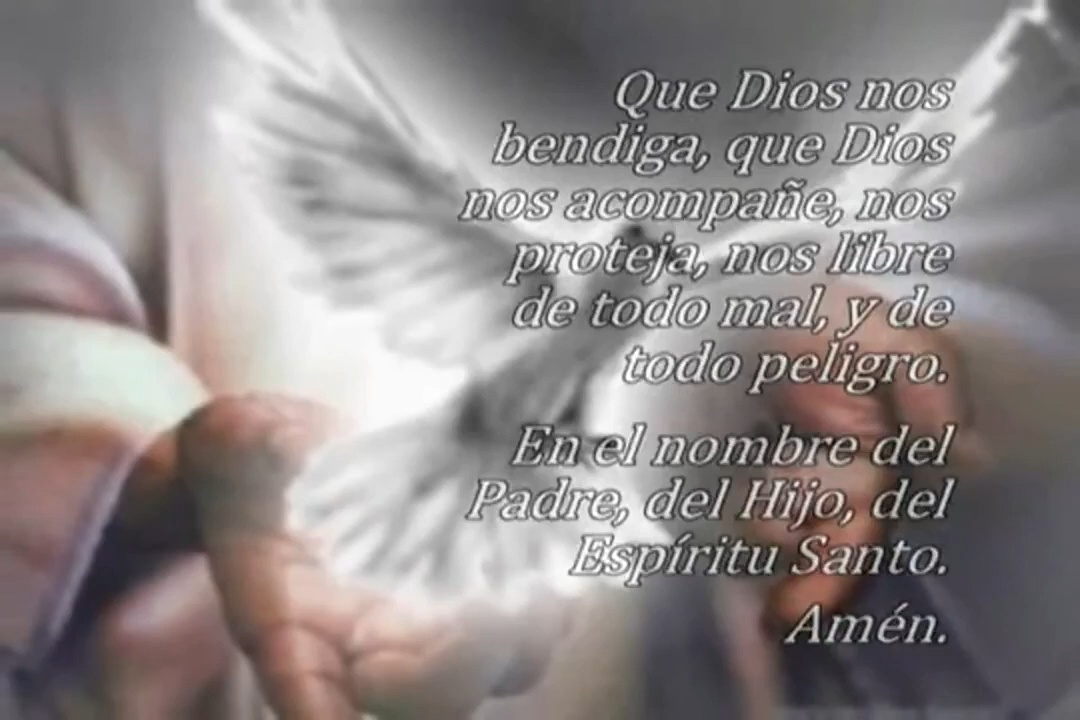 Que Dios nos
bendiga, que Dios
nos acompañe, nos
proteja, nos libre
de todo mal, y de
todo peligro.
En el nombre del
Padre, del Hijo, del
Espíritu Santo.
Amén.